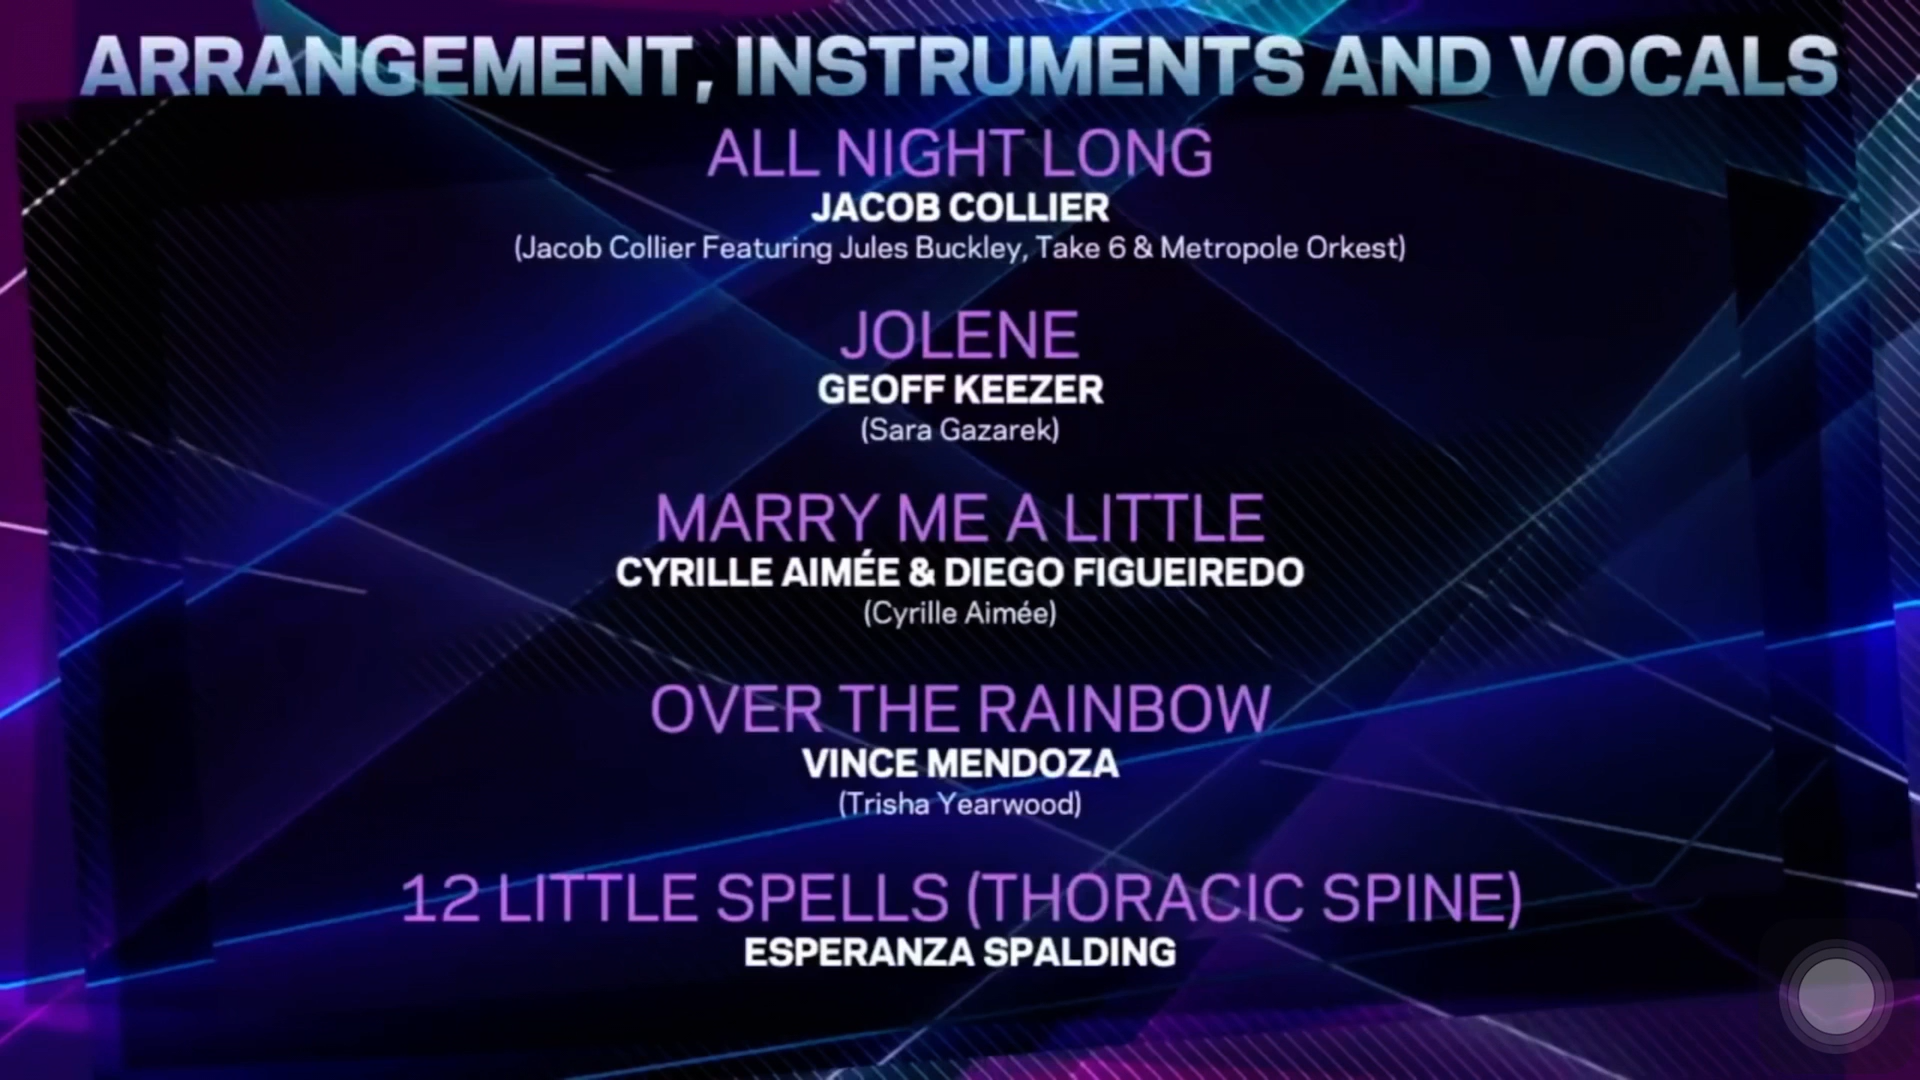 ARRANGEMENT, INSTRUMENTS AND VOCALS
ALL NIGHT LONG
JACOB COLLIER
(Jacob Collier Featuring Jules Buckley, Take 6 & Metropole Orkest)
JOLENE
GEOFF KEEZER
(Sara Gazarek)
MARRY ME A LITTLE
CYRILLE AIMÉE & DIEGO FIGUEIREDO
(Cyrille Aimée)
OVER THE RAINBOW
VINCE MENDOZA
(Trisha Yearwood)
12 LITTLE SPELLS (THORACIC SPINE)
ESPERANZA SPALDING